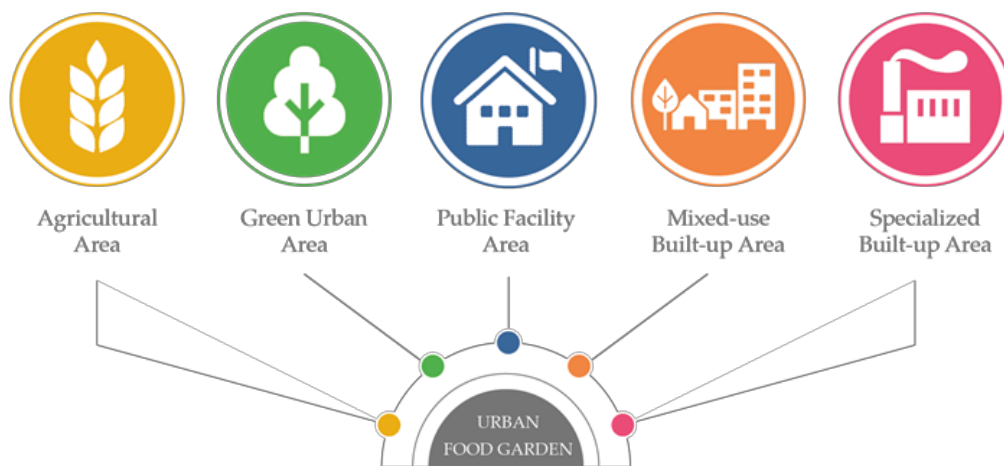 Agricultural
Area
Green Urban
Area
Public Facility
Area
Mixed-use
Built-up Area
Specialized
Built-up Area
URBAN
FOOD GARDEN